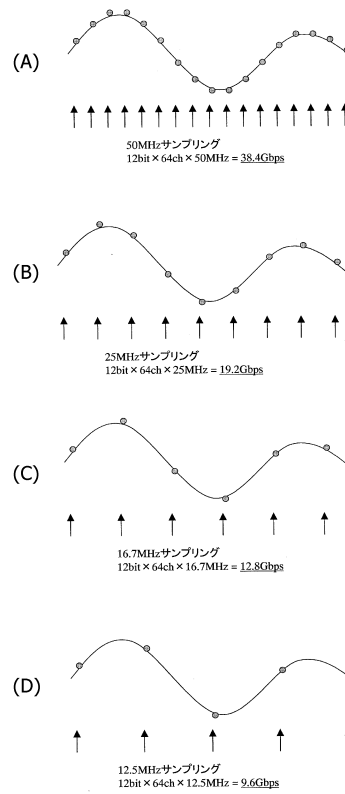 (A)
50MHzサンプリング
12bit×64ch×50MHz = 38.4Gbps
(B)
25MHzサンプリング
12bit×64ch×25MHz = 19.2Gbps
(C)
16.7MHzサンプリング
12bit×64ch×16.7MHz = 12.8Gbps
(D)
12.5MHzサンプリング
12bit×64ch×12.5MHz = 9.6Gbps